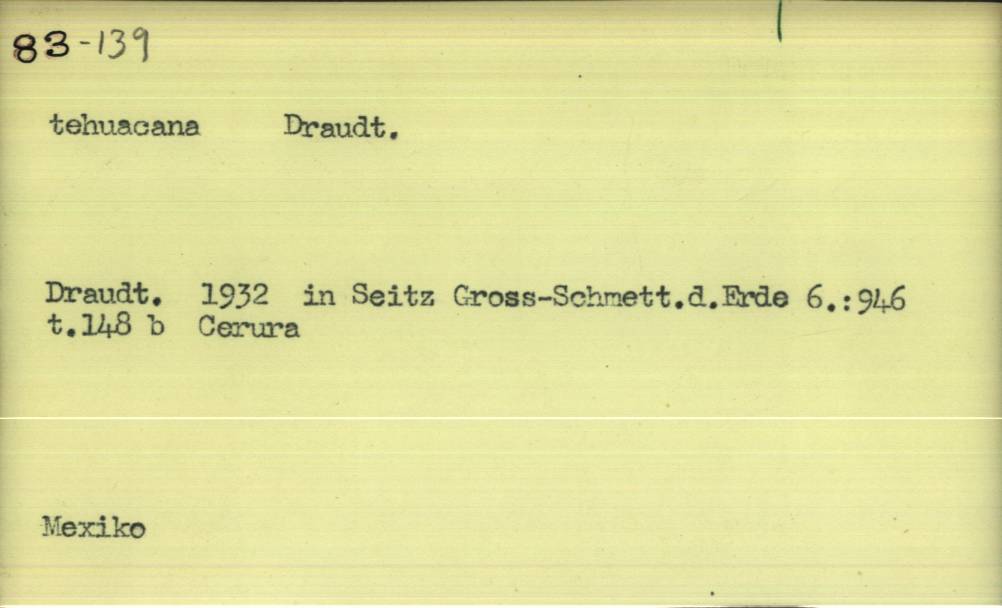 83-139
tehuacana Draudt.
Draudt. 1932 in Seitz Gross-Schmett.d.Erde 6.:946
t.148 b Cerura
Mexiko